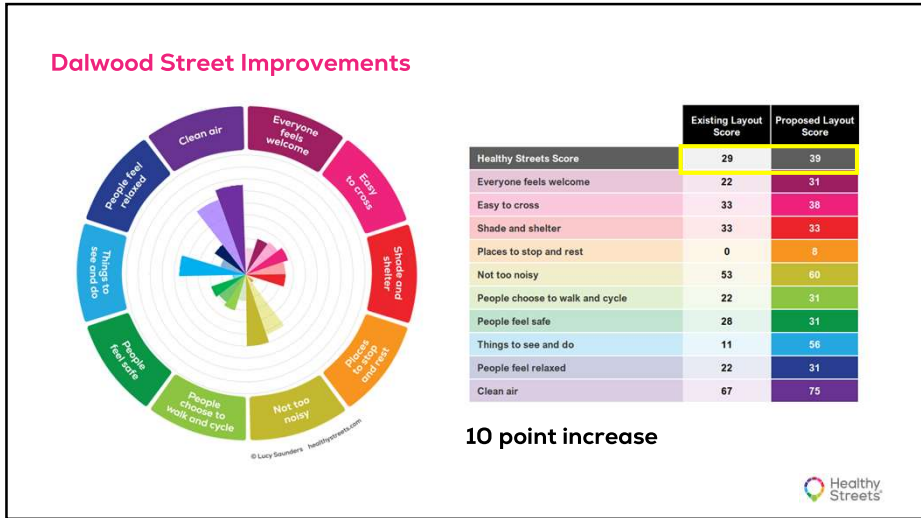 Dalwood Street Improvements
Clean air
Everyone
feels
welcome
Easy
to cross
Shade and
shelter
Places
to stop
and rest
Not too
noisy
People
choose to
walk and cycle
People
feel safe
Things to
see and do
People feel
relaxed
© Lucy Saunders healthystreets.com
Existing Layout Score Proposed Layout Score
Healthy Streets Score 29 39
Everyone feels welcome 22 31
Easy to cross 33 38
Shade and shelter 33 33
Places to stop and rest 0 8
Not too noisy 53 60
People choose to walk and cycle 22 31
People feel safe 28 31
Things to see and do 11 56
People feel relaxed 22 31
Clean air 67 75
10 point increase
Healthy
Streets